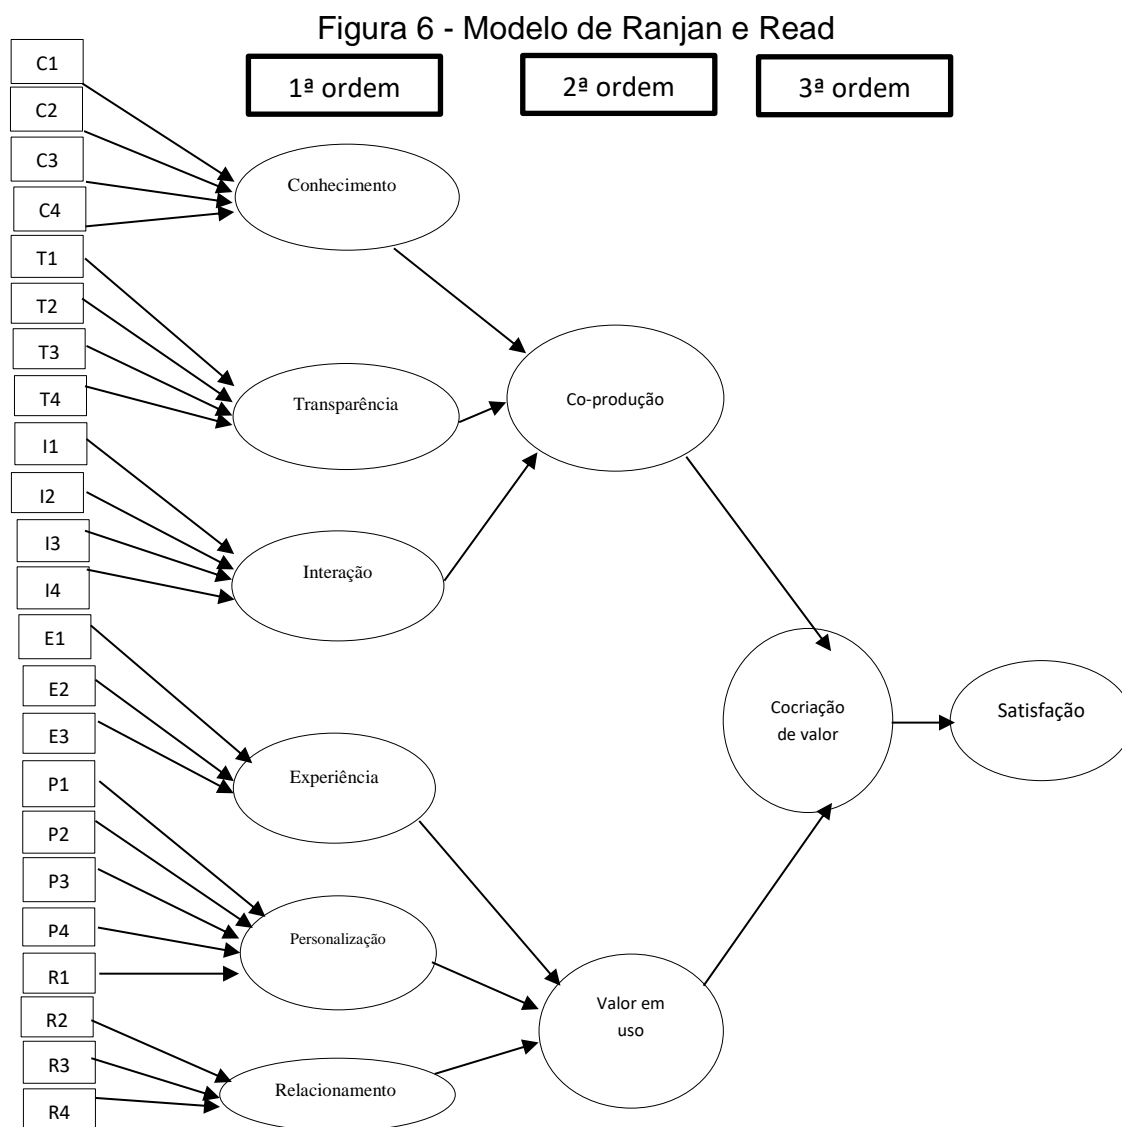 Figura 6 - Modelo de Ranjan e Read
1ª ordem
2ª ordem
3ª ordem
C1
C2
C3
C4
T1
T2
T3
T4
I1
I2
I3
I4
E1
E2
E3
P1
P2
P3
P4
R1
R2
R3
R4
Conhecimento
Transparência
Interação
Experiência
Personalização
Relacionamento
Co-produção
Valor em
uso
Cocriação
de valor
Satisfação